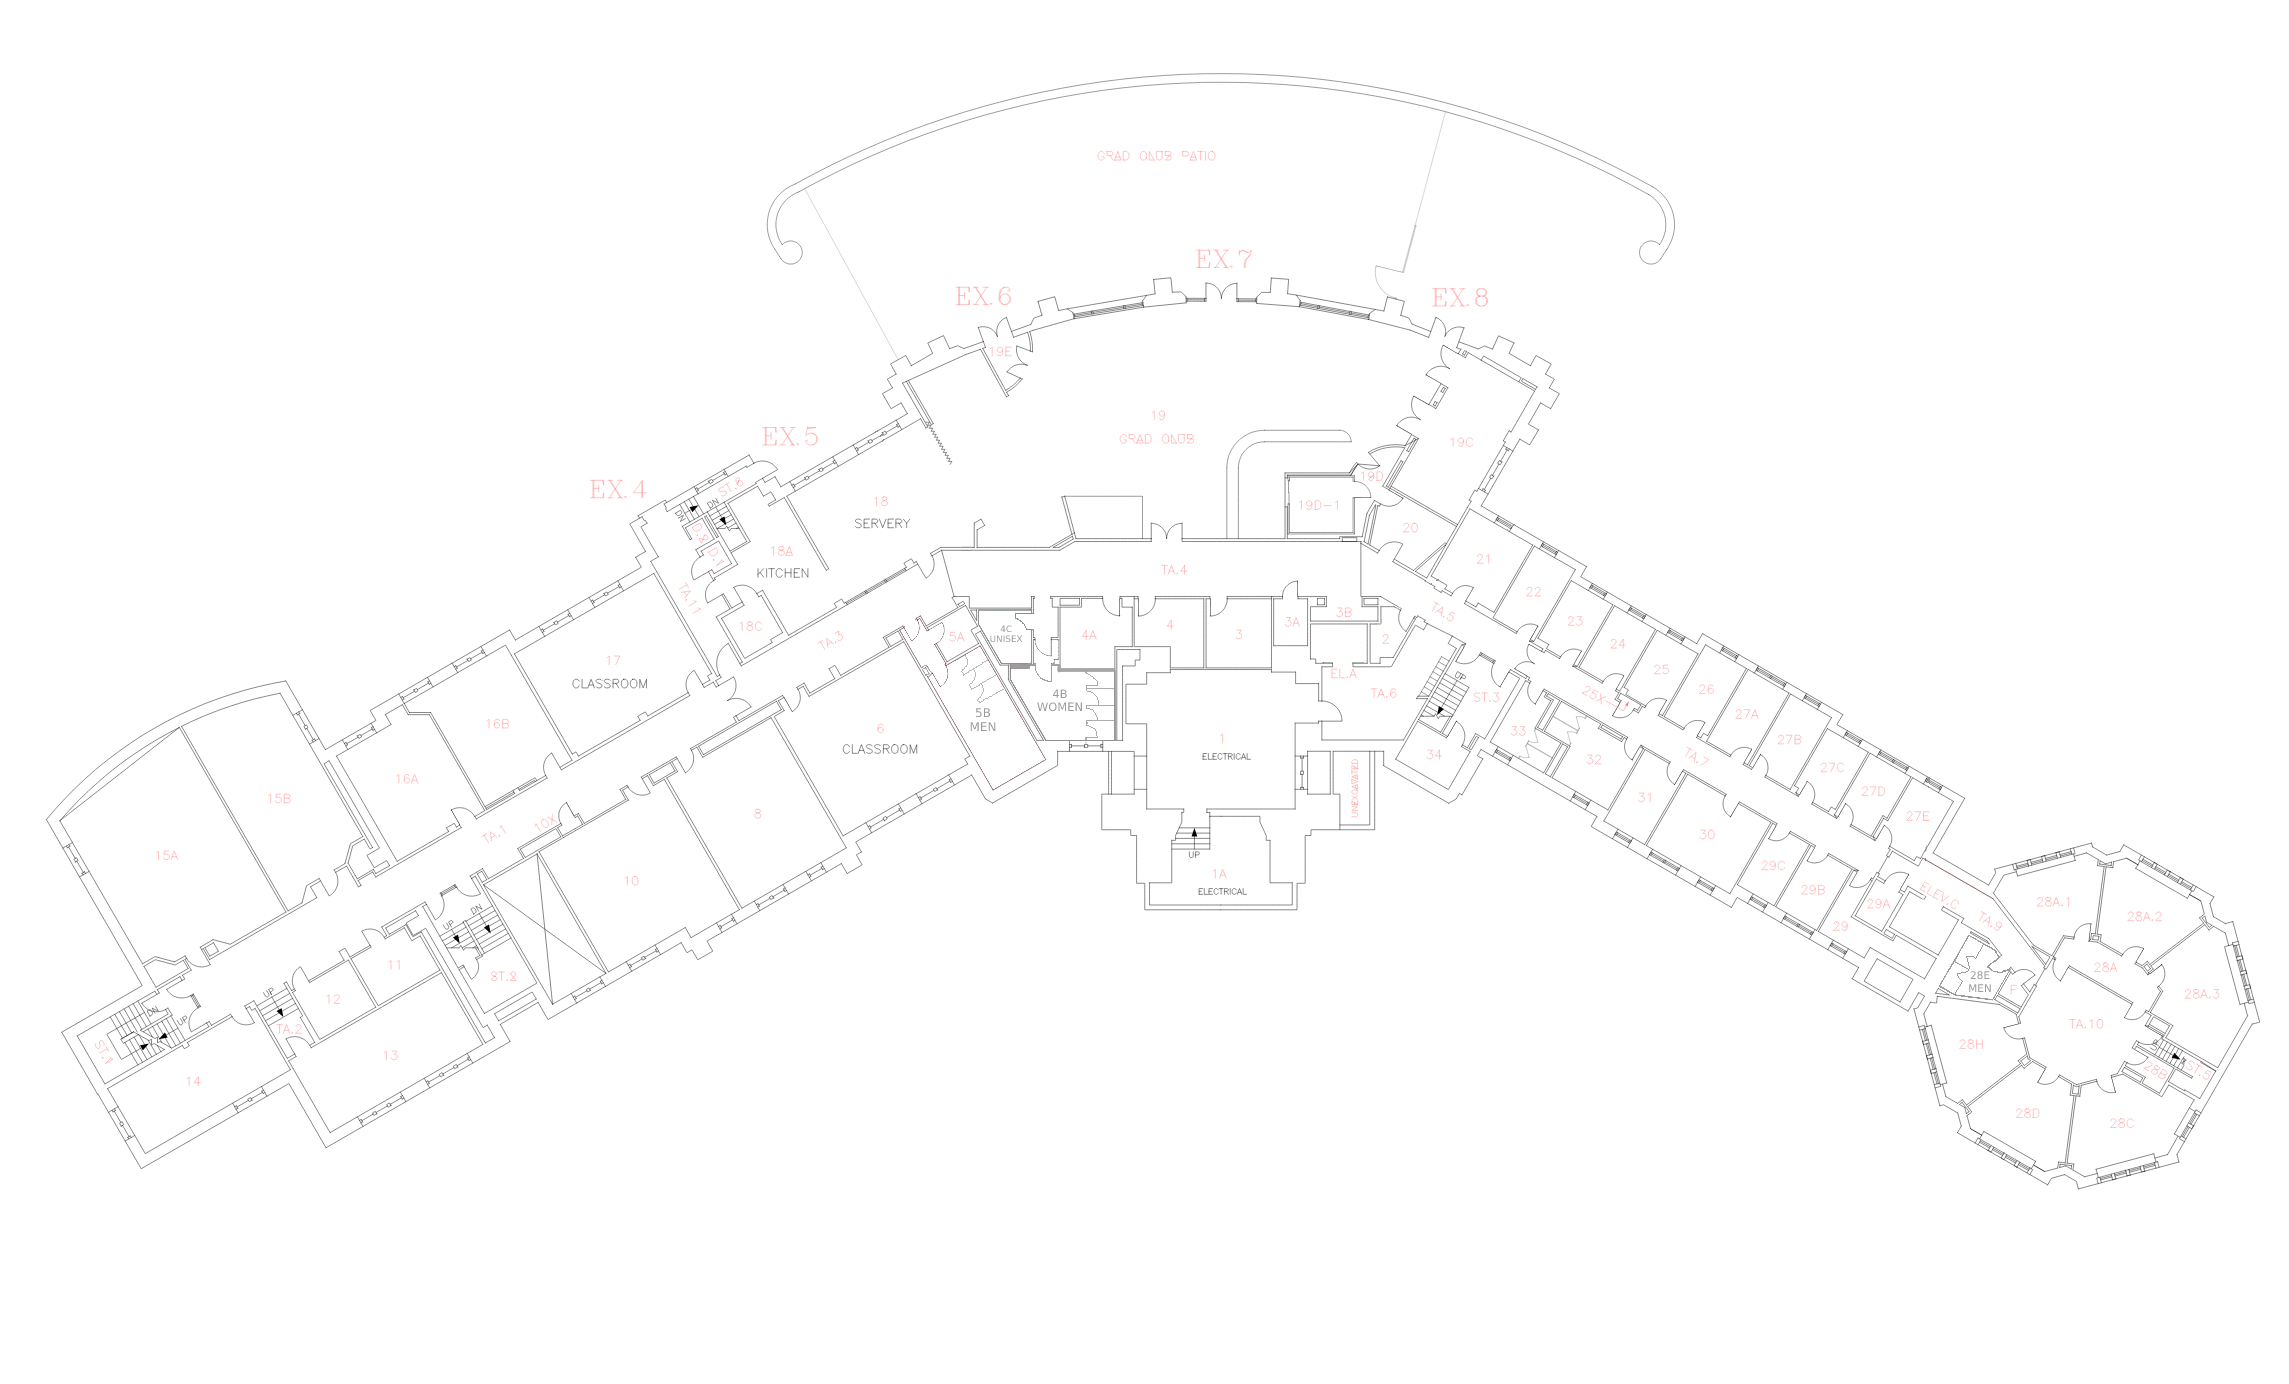 GRAD CLUB PATIO
EX.7
EX.6
EX.8
19E
19
GRAD CLUB
19C
EX.5
EX.4
ST.6
DN
DN
D.2
D.1
18
SERVERY
18A
KITCHEN
18C
19D
19D-1
20
21
22
23
24
25
26
27A
27B
27C
27D
27E
TA.4
TA.5
TA.11
TA.3
5A
4C
UNISEX
4A
4
3
3A
3B
2
EL.A
TA.6
17
CLASSROOM
16B
16A
15B
15A
4B
WOMEN
5B
MEN
6
CLASSROOM
8
10
10X
TA.1
1
ELECTRICAL
UNEXCAVATED
UP
ST.3
34
33
25X
32
TA.7
31
30
29C
29B
29
29A
ELEV.C
TA.9
UP
1A
ELECTRICAL
28A.1
28A.2
28A
28A.3
28E
MEN
F
TA.10
28H
28D
28C
28B
ST.5
UP
DN
ST.2
11
12
UP
TA.2
13
DN
UP
ST.1
14